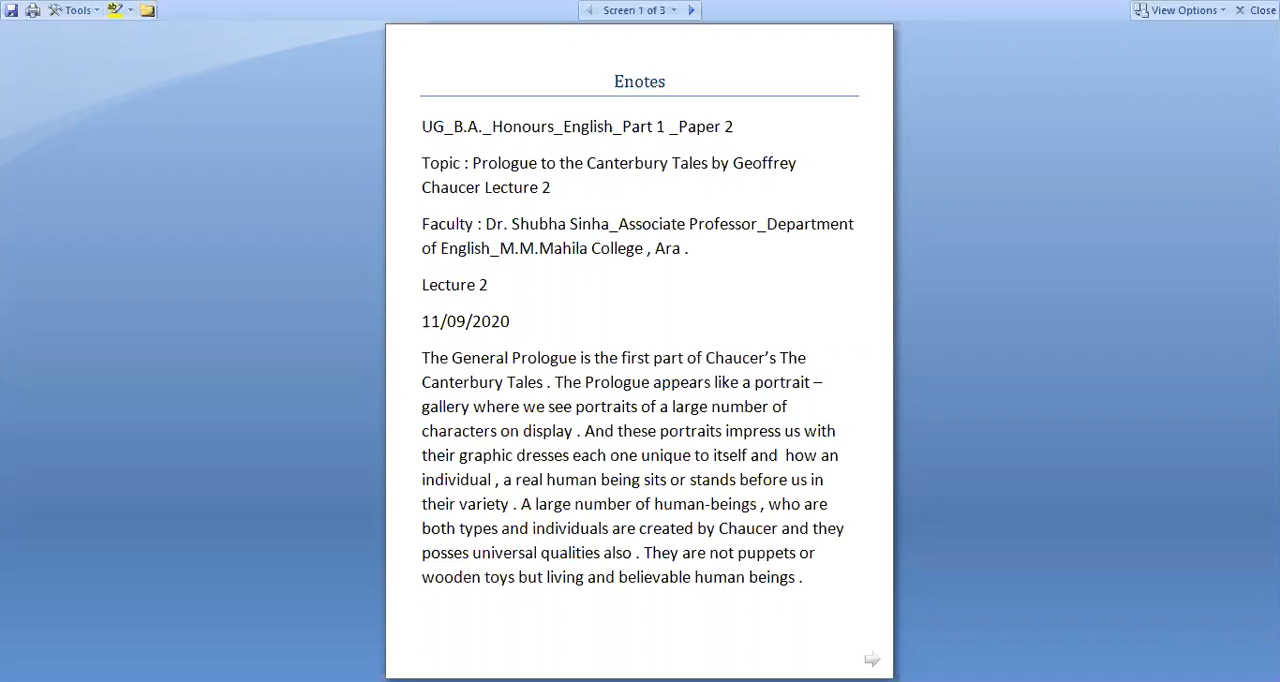 Tools
Screen 1 of 3
View Options
Close
Enotes
UG_B.A._Honours_English_Part 1 _Paper 2
Topic : Prologue to the Canterbury Tales by Geoffrey
Chaucer Lecture 2
Faculty : Dr. Shubha Sinha_Associate Professor_Department
of English_M.M.Mahila College , Ara .
Lecture 2
11/09/2020
The General Prologue is the first part of Chaucer’s The
Canterbury Tales . The Prologue appears like a portrait –
gallery where we see portraits of a large number of
characters on display . And these portraits impress us with
their graphic dresses each one unique to itself and  how an
individual , a real human being sits or stands before us in
their variety . A large number of human-beings , who are
both types and individuals are created by Chaucer and they
posses universal qualities also . They are not puppets or
wooden toys but living and believable human beings .